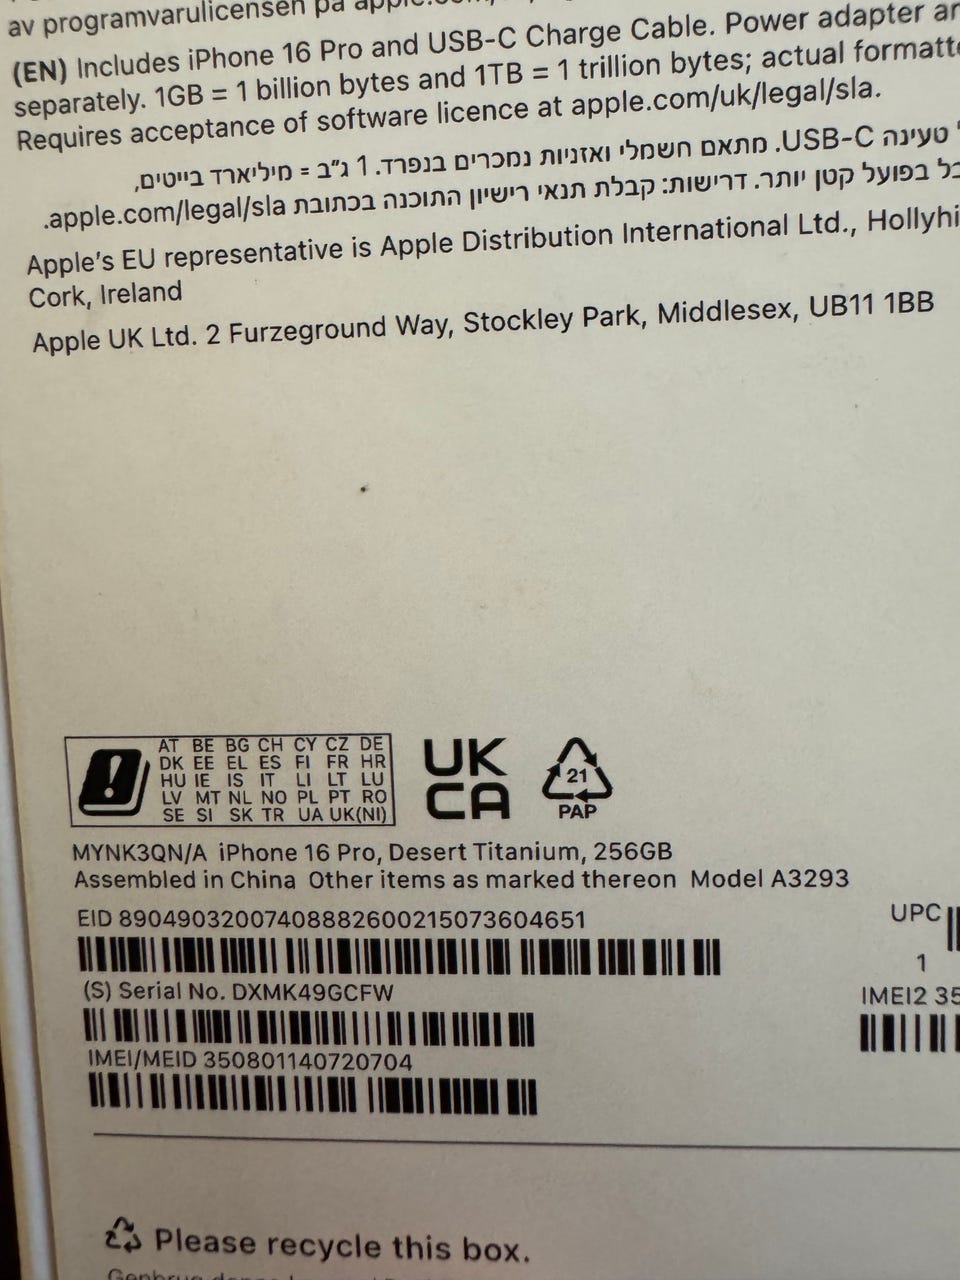 av programvarulicensen på
(EN) Includes iPhone 16 Pro and USB-C Charge Cable. Power adapter
separately. 1GB = 1 billion bytes and 1TB = 1 trillion bytes; actual
Requires acceptance of software licence at apple.com/uk/legal/sla.
טעינה USB-C. מתאם חשמלי ואזניות נמכרים בנפרד. 1 ג"ב = מיליארד בייטים,
בפועל קטן יותר. דרישות: קבלת תנאי רישיון התוכנה בכתובת apple.com/legal/sla.
Apple's EU representative is Apple Distribution International Ltd.,
Cork, Ireland
Apple UK Ltd. 2 Furzeground Way, Stockley Park, Middlesex, UB11 1BB
AT BE BG CH CY CZ DE
DK EE EL ES FI FR HR
HU IE IS IT LI LT LU
LV MT NL NO PL PT RO
SE SI SK TR UA UK(NI)
UK
CA
21
PAP
MYNK3QN/A iPhone 16 Pro, Desert Titanium, 256GB
Assembled in China Other items as marked thereon Model A3293
EID 89049032007408882600215073604651
UPC
1
(S) Serial No. DXMK49GCFW
IMEI2 35
IMEI/MEID 350801140720704
Please recycle this box.